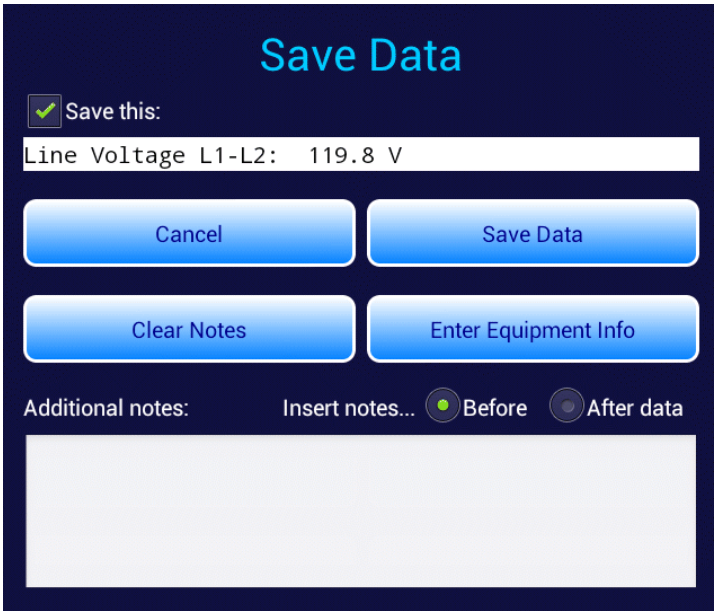 Save Data
Save this:
Line Voltage L1-L2:  119.8 V
Cancel
Save Data
Clear Notes
Enter Equipment Info
Additional notes: Insert notes... Before After data